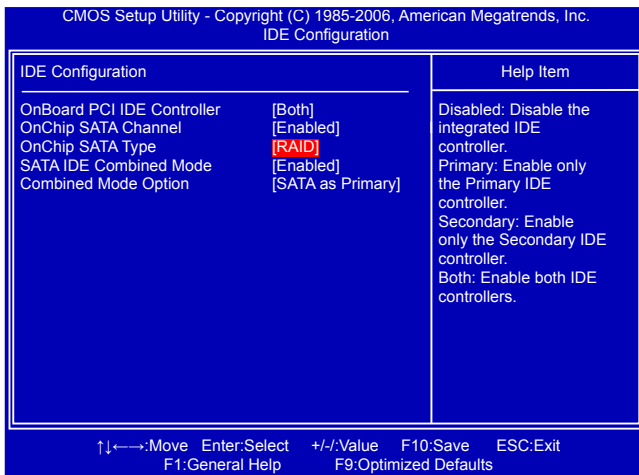 CMOS Setup Utility - Copyright (C) 1985-2006, American Megatrends, Inc.
IDE Configuration
IDE Configuration
OnBoard PCI IDE Controller [Both]
OnChip SATA Channel [Enabled]
OnChip SATA Type [RAID]
SATA IDE Combined Mode [Enabled]
Combined Mode Option [SATA as Primary]
Help Item
Disabled: Disable the
integrated IDE
controller.
Primary: Enable only
the Primary IDE
controller.
Secondary: Enable
only the Secondary IDE
controller.
Both: Enable both IDE
controllers.
↑↓←→:Move Enter:Select +/-/:Value F10:Save ESC:Exit
F1:General Help F9:Optimized Defaults